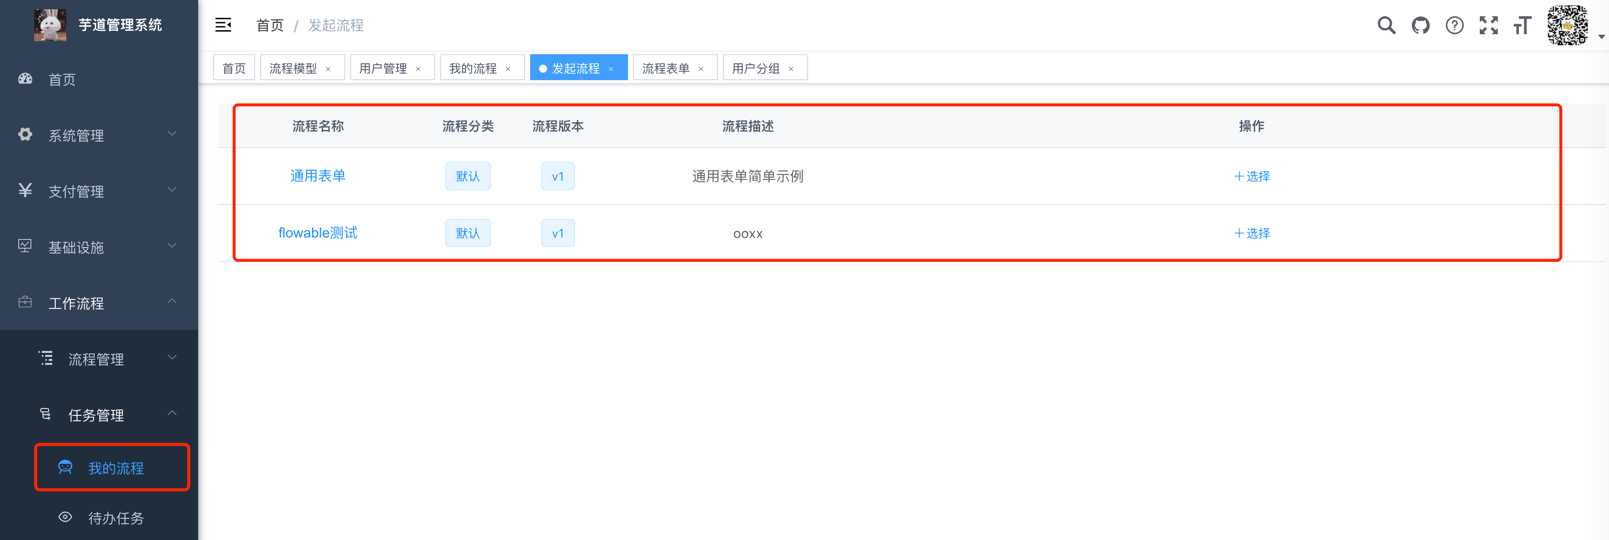 芋道管理系统
首页
系统管理
支付管理
基础设施
工作流程
流程管理
任务管理
我的流程
待办任务
首页 / 发起流程
首页 流程模型 × 用户管理 × 我的流程 × 发起流程 × 流程表单 × 用户分组 ×
流程名称 流程分类 流程版本 流程描述 操作
通用表单 默认 v1 通用表单简单示例 +选择
flowable测试 默认 v1 ooxx +选择